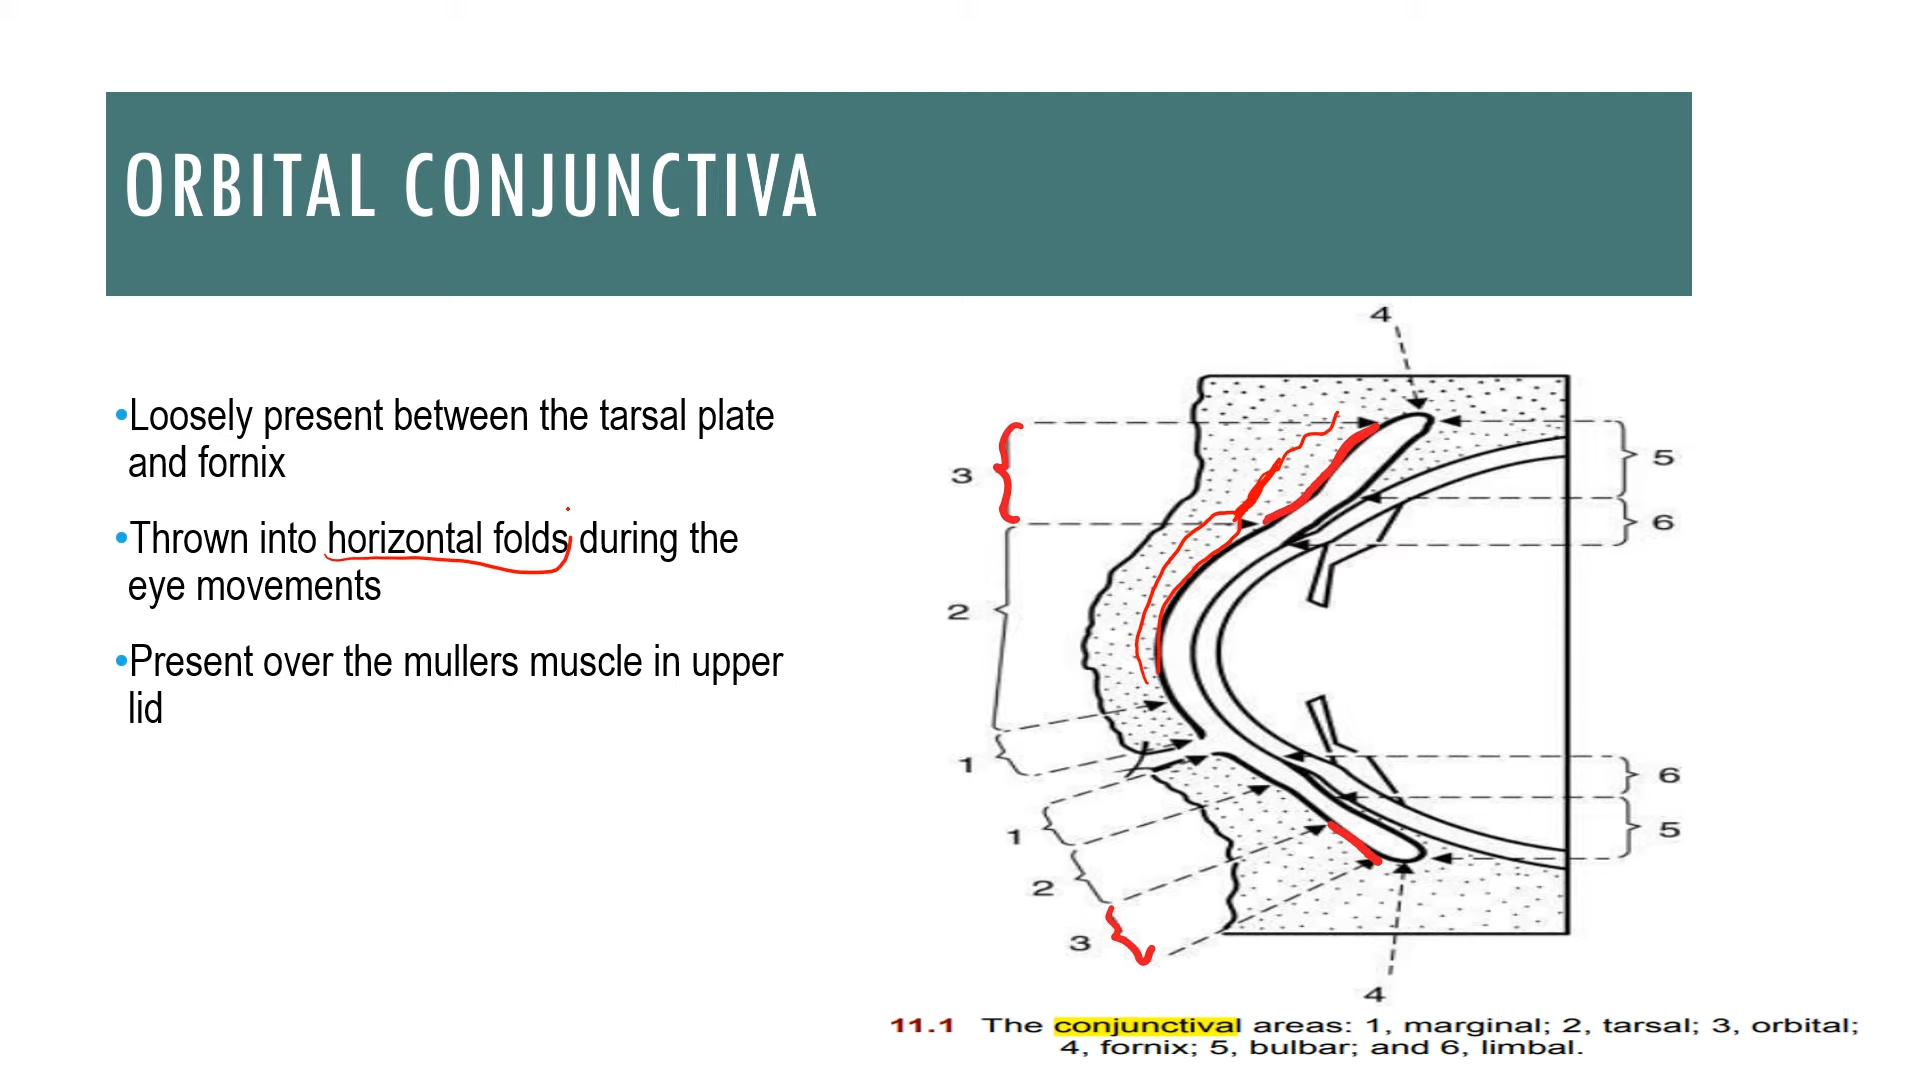 ORBITAL CONJUNCTIVA
•Loosely present between the tarsal plate
and fornix
•Thrown into horizontal folds during the
eye movements
•Present over the mullers muscle in upper
lid
4
3
5
6
2
1
6
1
5
2
3
4
11.1 The conjunctival areas: 1, marginal; 2, tarsal; 3, orbital;
4, fornix; 5, bulbar; and 6, limbal.